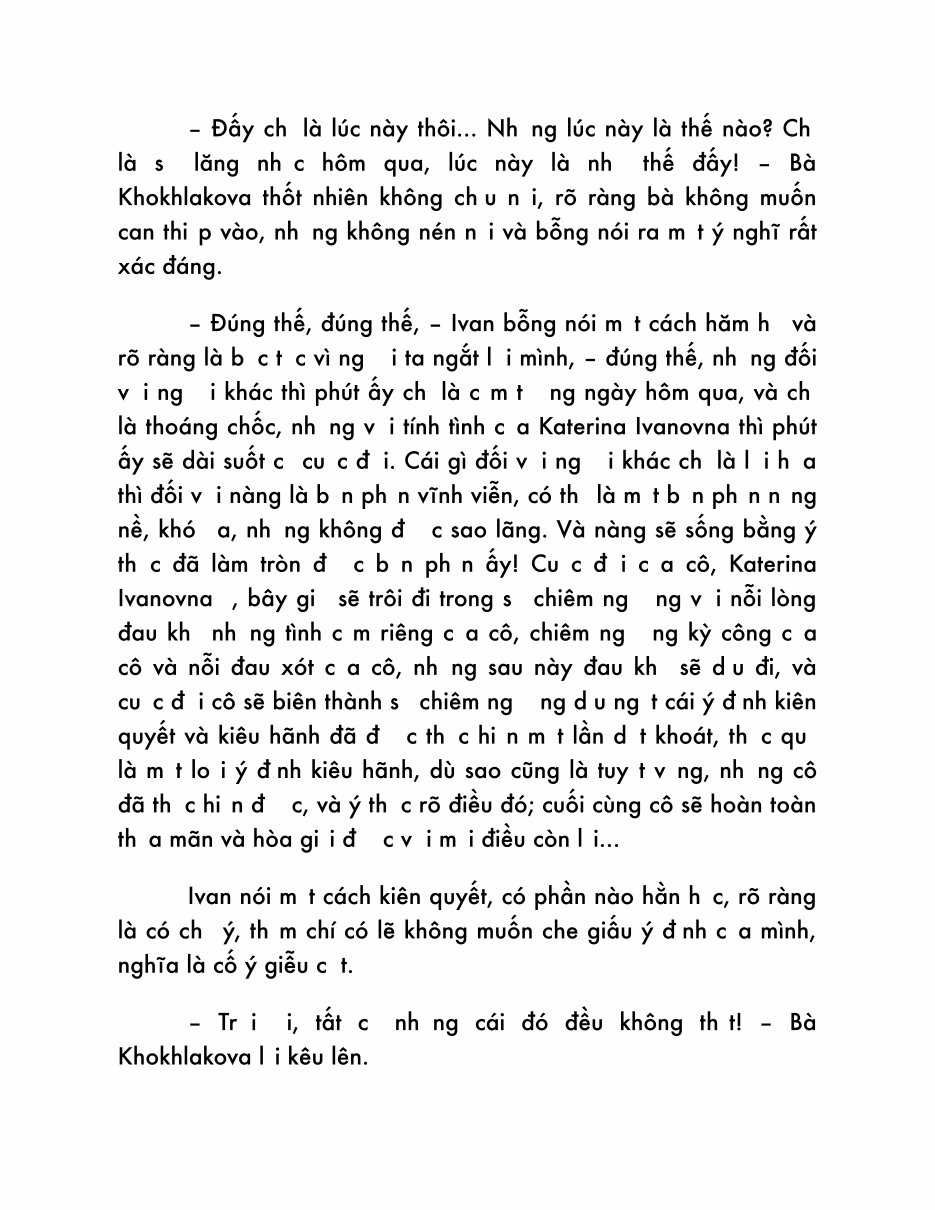 – Đấy ch là lúc này thôi... Nh ng lúc này là thế nào? Ch
là s lăng nh c hôm qua, lúc này là nh thế đấy! – Bà
Khokhlakova thốt nhiên không ch u n i, rõ ràng bà không muốn
can thi p vào, nh ng không nén n i và bỗng nói ra m t ý nghĩ rất
xác đáng.
– Đúng thế, đúng thế, – Ivan bỗng nói m t cách hăm h và
rõ ràng là b c t c vì ng i ta ngắt l i mình, – đúng thế, nh ng đối
v i ng i khác thì phút ấy ch là c m t ng ngày hôm qua, và ch
là thoáng chốc, nh ng v i tính tình c a Katerina Ivanovna thì phút
ấy sẽ dài suốt c cu c đ i. Cái gì đối v i ng i khác ch là l i h a
thì đối v i nàng là b n ph n vĩnh viễn, có th là m t b n ph n n ng
nề, khó a, nh ng không đ c sao lãng. Và nàng sẽ sống bằng ý
th c đã làm tròn đ c b n ph n ấy! Cu c đ i c a cô, Katerina
Ivanovna , bây gi sẽ trôi đi trong s chiêm ng ng v i nỗi lòng
đau kh nh ng tình c m riêng c a cô, chiêm ng ng kỳ công c a
cô và nỗi đau xót c a cô, nh ng sau này đau kh sẽ d u đi, và
cu c đ i cô sẽ biên thành s chiêm ng ng d u ng t cái ý đ nh kiên
quyết và kiêu hãnh đã đ c th c hi n m t lần d t khoát, th c qu
là m t lo i ý đ nh kiêu hãnh, dù sao cũng là tuy t v ng, nh ng cô
đã th c hi n đ c, và ý th c rõ điều đó; cuối cùng cô sẽ hoàn toàn
th a mãn và hòa gi i đ c v i m i điều còn l i...
Ivan nói m t cách kiên quyết, có phần nào hằn h c, rõ ràng
là có ch ý, th m chí có lẽ không muốn che giấu ý đ nh c a mình,
nghĩa là cố ý giễu c t.
– Tr i i, tất c nh ng cái đó đều không th t! – Bà
Khokhlakova l i kêu lên.